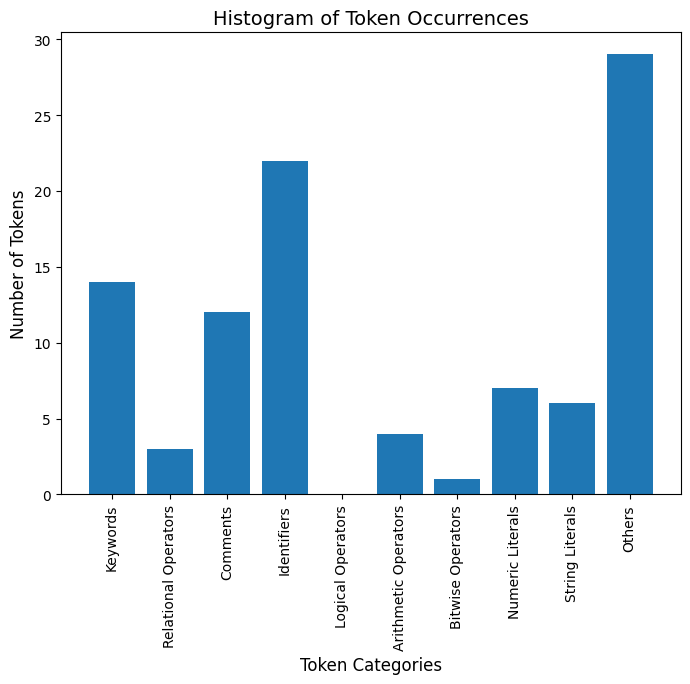 Histogram of Token Occurrences
Number of Tokens
30
25
20
15
10
5
0
Keywords
Relational Operators
Comments
Identifiers
Logical Operators
Arithmetic Operators
Bitwise Operators
Numeric Literals
String Literals
Others
Token Categories